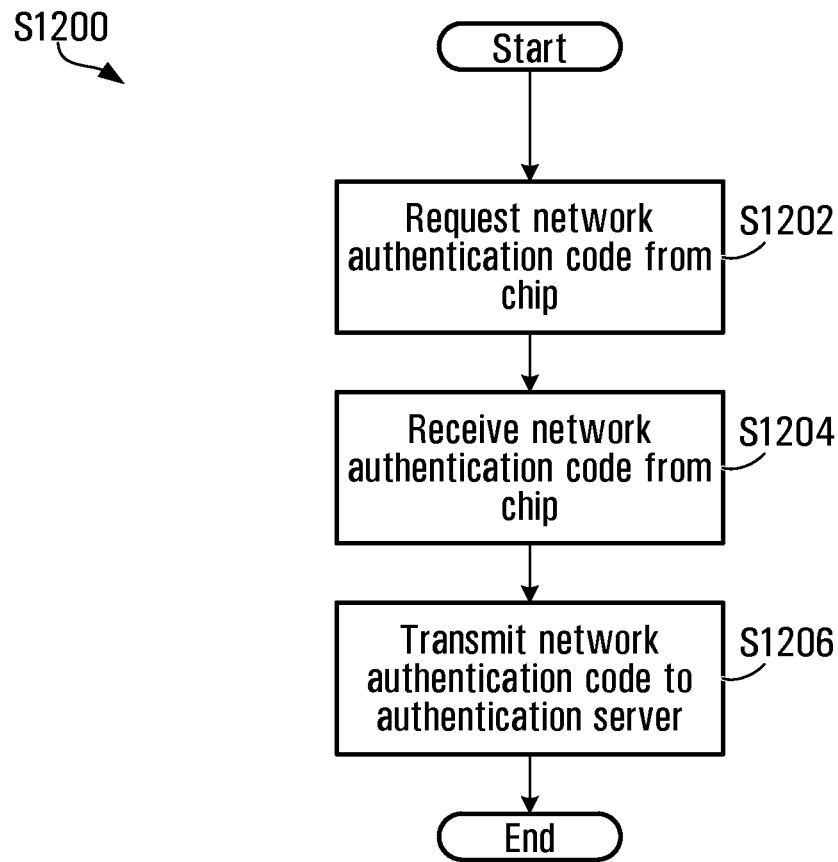 S1200
Start
Request network
authentication code from
chip
S1202
Receive network
authentication code from
chip
S1204
Transmit network
authentication code to
authentication server
S1206
End